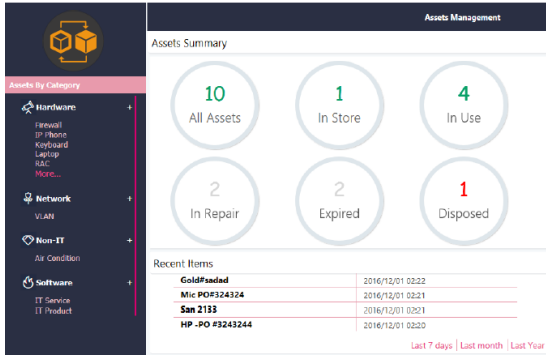 Assets Management
Assets By Category
Hardware +
Firewall
IP Phone
Keyboard
Laptop
RAC
More...
Network +
VLAN
Non-IT +
Air Condition
Software +
IT Service
IT Product
Assets Summary
10
All Assets
1
In Store
4
In Use
2
In Repair
2
Expired
1
Disposed
Recent Items
Gold#sadad 2016/12/01 02:22
Mic PO#324324 2016/12/01 02:21
San 2133 2016/12/01 02:21
HP -PO #3243244 2016/12/01 02:20
Last 7 days | Last month | Last Year